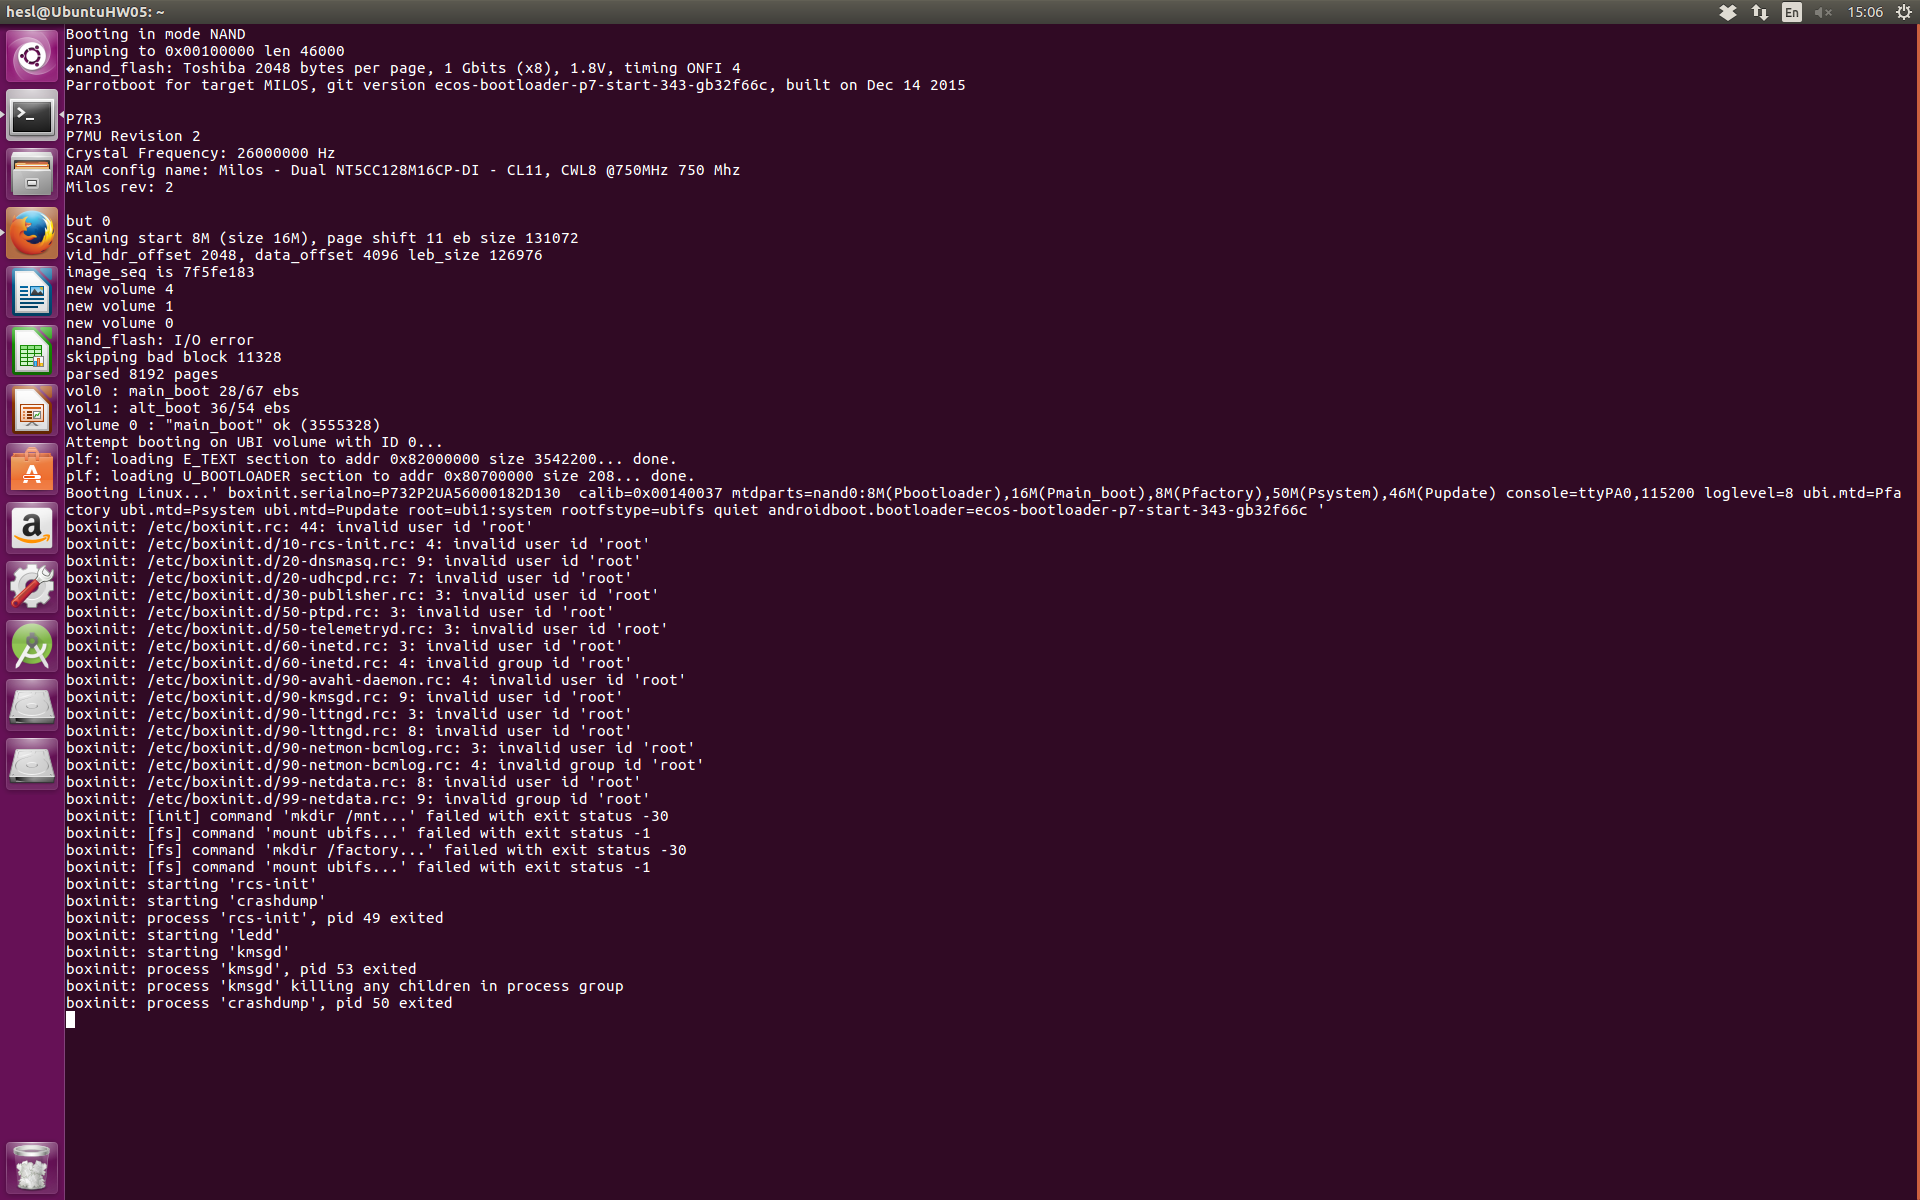 hesl@UbuntuHW05: ~
En
15:06
Booting in mode NAND
jumping to 0x00100000 len 46000
�nand_flash: Toshiba 2048 bytes per page, 1 Gbits (x8), 1.8V, timing ONFI 4
Parrotboot for target MILOS, git version ecos-bootloader-p7-start-343-gb32f66c, built on Dec 14 2015
P7R3
P7MU Revision 2
Crystal Frequency: 26000000 Hz
RAM config name: Milos - Dual NT5CC128M16CP-DI - CL11, CWL8 @750MHz 750 Mhz
Milos rev: 2
but 0
Scaning start 8M (size 16M), page shift 11 eb size 131072
vid_hdr_offset 2048, data_offset 4096 leb_size 126976
image_seq is 7f5fe183
new volume 4
new volume 1
new volume 0
nand_flash: I/O error
skipping bad block 11328
parsed 8192 pages
vol0 : main_boot 28/67 ebs
vol1 : alt_boot 36/54 ebs
volume 0 : "main_boot" ok (3555328)
Attempt booting on UBI volume with ID 0...
plf: loading E_TEXT section to addr 0x82000000 size 3542200... done.
plf: loading U_BOOTLOADER section to addr 0x80700000 size 208... done.
Booting Linux...' boxinit.serialno=P732P2UA56000182D130  calib=0x00140037 mtdparts=nand0:8M(Pbootloader),16M(Pmain_boot),8M(Pfactory),50M(Psystem),46M(Pupdate) console=ttyPA0,115200 loglevel=8 ubi.mtd=Pfa
ctory ubi.mtd=Psystem ubi.mtd=Pupdate root=ubi1:system rootfstype=ubifs quiet androidboot.bootloader=ecos-bootloader-p7-start-343-gb32f66c '
boxinit: /etc/boxinit.rc: 44: invalid user id 'root'
boxinit: /etc/boxinit.d/10-rcs-init.rc: 4: invalid user id 'root'
boxinit: /etc/boxinit.d/20-dnsmasq.rc: 9: invalid user id 'root'
boxinit: /etc/boxinit.d/20-udhcpd.rc: 7: invalid user id 'root'
boxinit: /etc/boxinit.d/30-publisher.rc: 3: invalid user id 'root'
boxinit: /etc/boxinit.d/50-ptpd.rc: 3: invalid user id 'root'
boxinit: /etc/boxinit.d/50-telemetryd.rc: 3: invalid user id 'root'
boxinit: /etc/boxinit.d/60-inetd.rc: 3: invalid user id 'root'
boxinit: /etc/boxinit.d/60-inetd.rc: 4: invalid group id 'root'
boxinit: /etc/boxinit.d/90-avahi-daemon.rc: 4: invalid user id 'root'
boxinit: /etc/boxinit.d/90-kmsgd.rc: 9: invalid user id 'root'
boxinit: /etc/boxinit.d/90-lttngd.rc: 3: invalid user id 'root'
boxinit: /etc/boxinit.d/90-lttngd.rc: 8: invalid user id 'root'
boxinit: /etc/boxinit.d/90-netmon-bcmlog.rc: 3: invalid user id 'root'
boxinit: /etc/boxinit.d/90-netmon-bcmlog.rc: 4: invalid group id 'root'
boxinit: /etc/boxinit.d/99-netdata.rc: 8: invalid user id 'root'
boxinit: /etc/boxinit.d/99-netdata.rc: 9: invalid group id 'root'
boxinit: [init] command 'mkdir /mnt...' failed with exit status -30
boxinit: [fs] command 'mount ubifs...' failed with exit status -1
boxinit: [fs] command 'mkdir /factory...' failed with exit status -30
boxinit: [fs] command 'mount ubifs...' failed with exit status -1
boxinit: starting 'rcs-init'
boxinit: starting 'crashdump'
boxinit: process 'rcs-init', pid 49 exited
boxinit: starting 'ledd'
boxinit: starting 'kmsgd'
boxinit: process 'kmsgd', pid 53 exited
boxinit: process 'kmsgd' killing any children in process group
boxinit: process 'crashdump', pid 50 exited